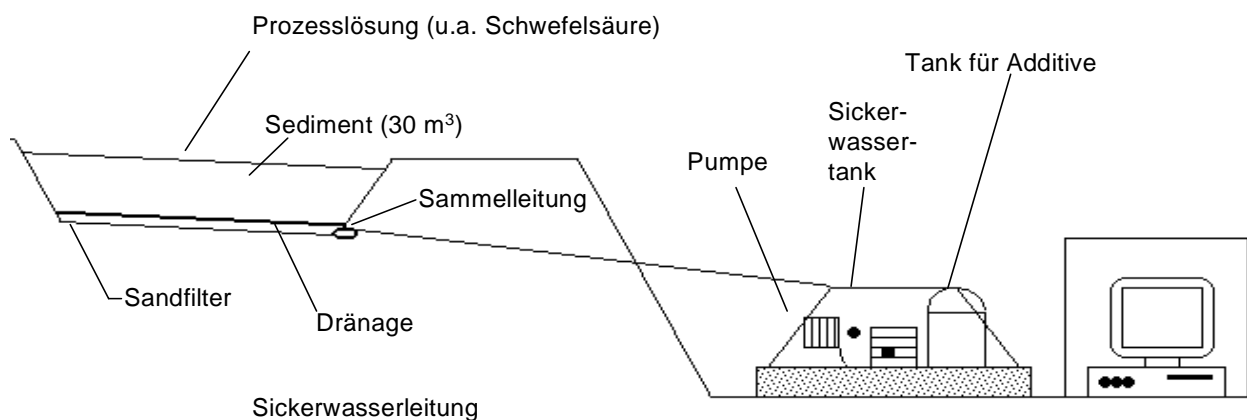 Prozesslösung (u.a. Schwefelsäure)
Tank für Additive
Sediment (30 m³)
Sicker-
wasser-
tank
Pumpe
Sammelleitung
Sandfilter
Dränage
Sickerwasserleitung